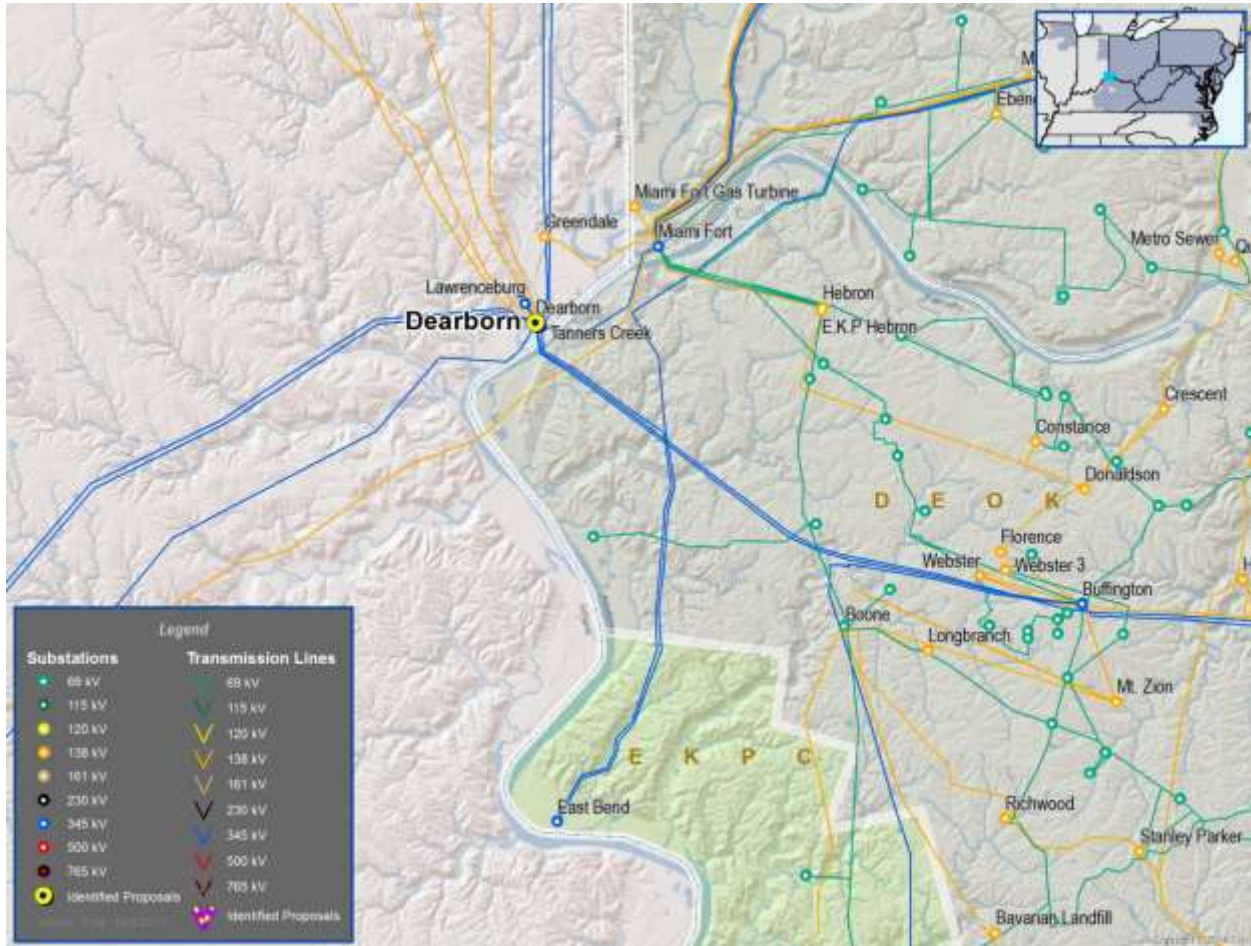 Miami Fort Gas Turbine
Greendale
Miami Fort
Metro Sewer
Lawrenceburg
Dearborn
Dearborn
Tanners Creek
Hebron
E.K.P Hebron
Crescent
Constance
Donaldson
D E O K
Florence
Webster
Webster 3
Buffington
Boone
Longbranch
Mt. Zion
E K P C
East Bend
Richwood
Stanley Parker
Bavarian Landfill
Legend
Substations
69 kV
115 kV
120 kV
138 kV
161 kV
230 kV
345 kV
500 kV
765 kV
Identified Proposals
Transmission Lines
69 kV
115 kV
120 kV
138 kV
161 kV
230 kV
345 kV
500 kV
765 kV
Identified Proposals